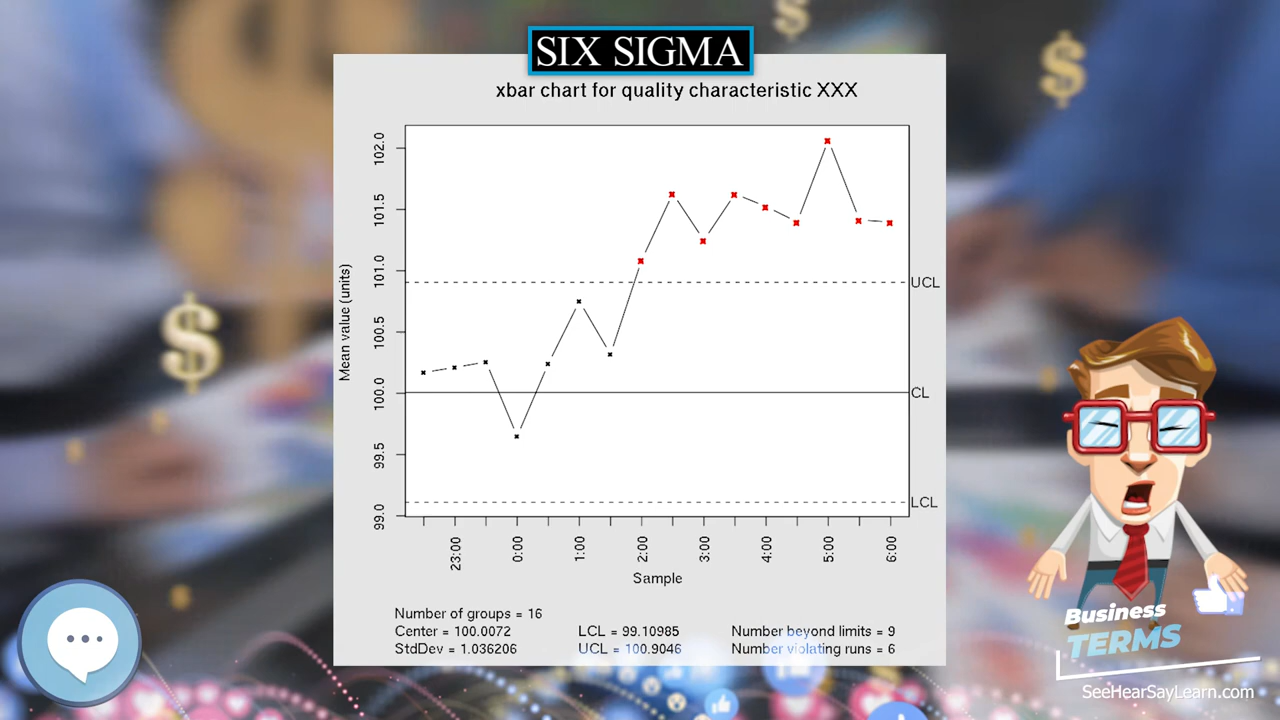 SIX SIGMA
xbar chart for quality characteristic XXX
Mean value (units)
102.0
101.5
101.0
100.5
100.0
99.5
99.0
UCL
CL
LCL
23:00 0:00 1:00 2:00 3:00 4:00 5:00 6:00
Sample
Number of groups = 16
Center = 100.0072 LCL = 99.10985 Number beyond limits = 9
StdDev = 1.036206 UCL = 100.9046 Number violating runs = 6
Business
TERMS
SeeHearSayLearn.com
$
$
$